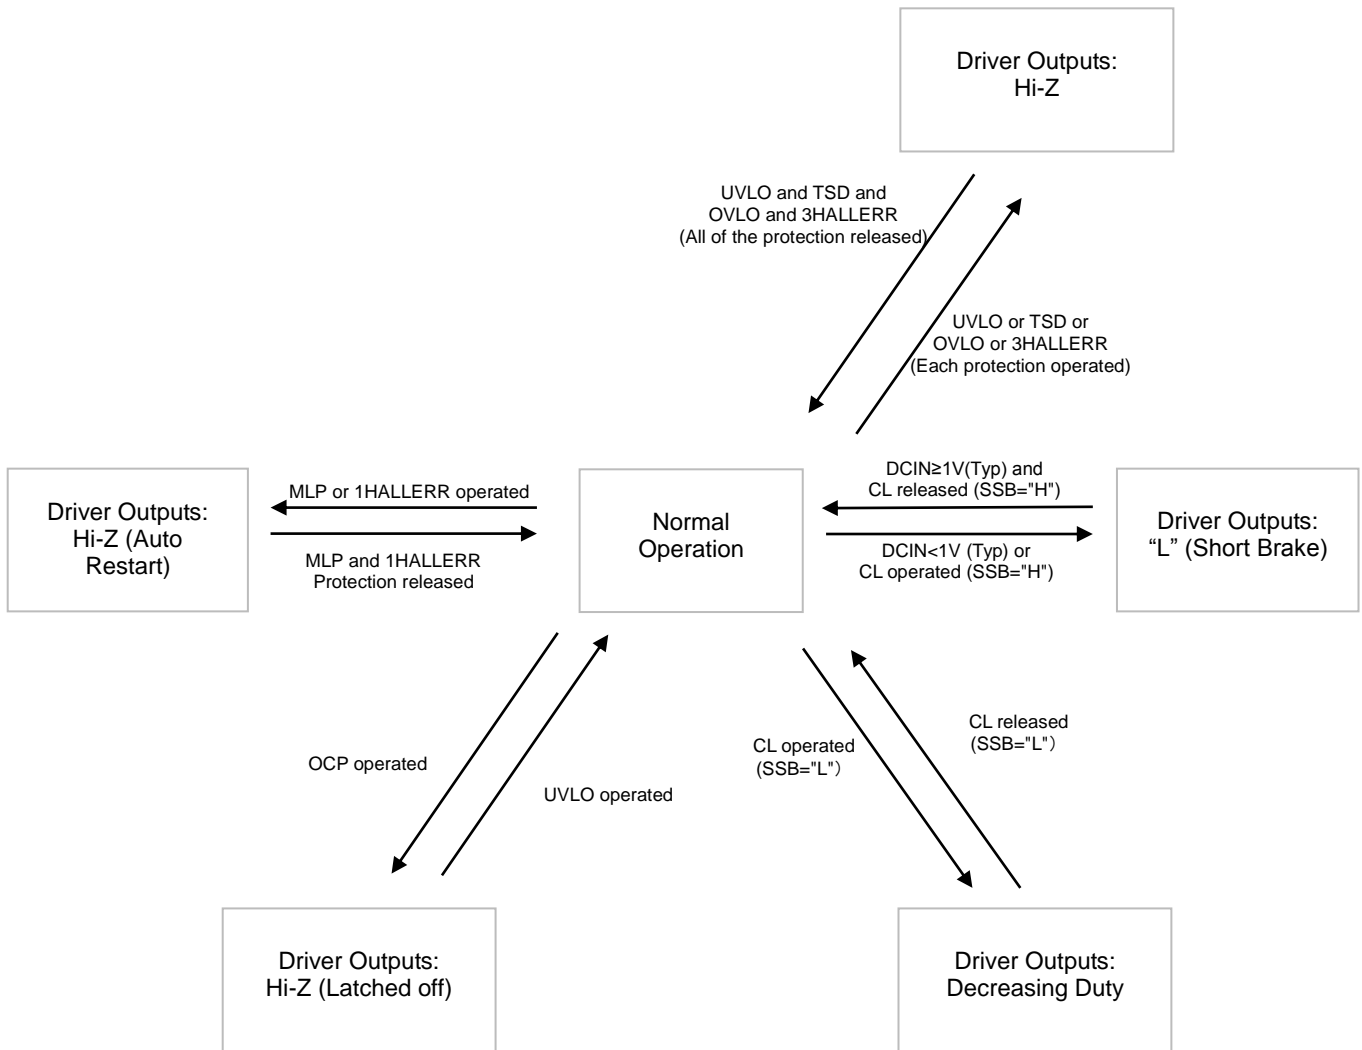 Driver Outputs:
Hi-Z
UVLO and TSD and
OVLO and 3HALLERR
(All of the protection released)
UVLO or TSD or
OVLO or 3HALLERR
(Each protection operated)
Driver Outputs:
Hi-Z (Auto
Restart)
MLP or 1HALLERR operated
MLP and 1HALLERR
Protection released
Normal
Operation
DCIN≥1V(Typ) and
CL released (SSB="H")
DCIN<1V (Typ) or
CL operated (SSB="H")
Driver Outputs:
“L” (Short Brake)
OCP operated
UVLO operated
CL operated
(SSB="L"）
CL released
(SSB="L"）
Driver Outputs:
Hi-Z (Latched off)
Driver Outputs:
Decreasing Duty